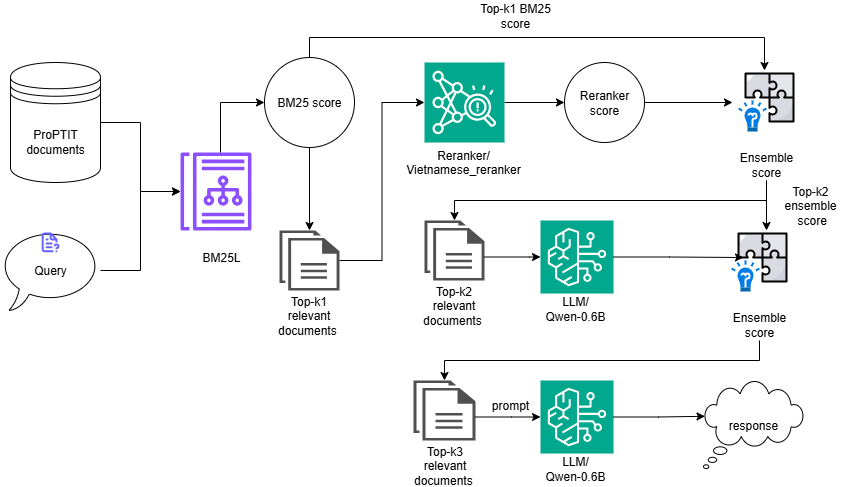 Top-k1 BM25
score
ProPTIT
documents
BM25 score
Reranker
score
Reranker/
Vietnamese_reranker
Ensemble
score
Top-k2
ensemble
score
Query
BM25L
Top-k1
relevant
documents
Top-k2
relevant
documents
LLM/
Qwen-0.6B
Ensemble
score
prompt
response
Top-k3
relevant
documents
LLM/
Qwen-0.6B